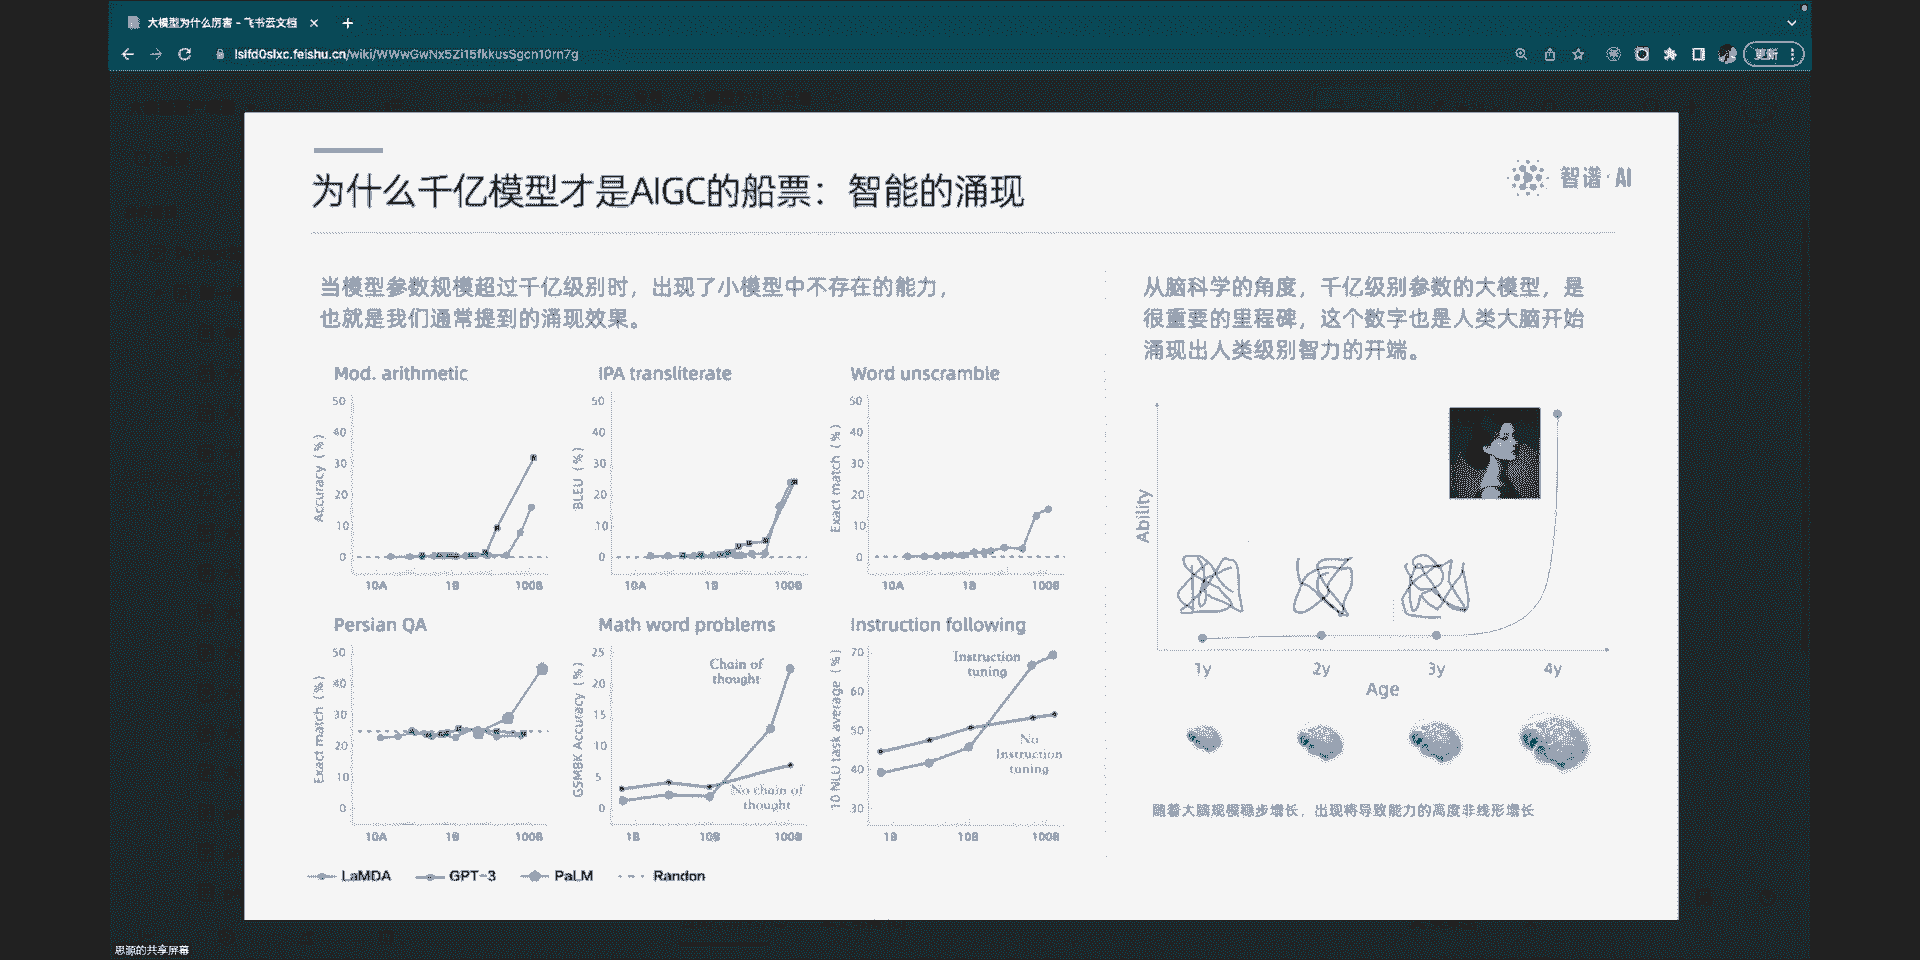 大模型为什么厉害 - 飞书云文档
更新
为什么千亿模型才是AIGC的船票：智能的涌现
智谱·AI
当模型参数规模超过千亿级别时，出现了小模型中不存在的能力，
也就是我们通常提到的涌现效果。
从脑科学的角度，千亿级别参数的大模型，是
很重要的里程碑，这个数字也是人类大脑开始
涌现出人类级别智力的开端。
Mod. arithmetic
50
40
30
20
10
0
Accuracy (%)
10A 1B 100B
IPA transliterate
50
40
30
20
10
0
BLEU (%)
10A 1B 100B
Word unscramble
50
40
30
20
10
0
Exact match (%)
10A 1B 100B
Persian QA
50
40
30
20
10
0
Exact match (%)
10A 1B 100B
Math word problems
25
20
15
10
5
0
Accuracy (%)
Chain of
thought
No chain of
thought
1B 10B 100B
Instruction following
70
60
50
40
30
10 NLU task average (%)
Instruction
tuning
No
Instruction
tuning
1B 10B 100B
LaMDA GPT-3 PaLM Randon
Ability
1y 2y 3y 4y
Age
随着大脑规模稳步增长，出现将导致能力的高度非线形增长
思源的共享屏幕